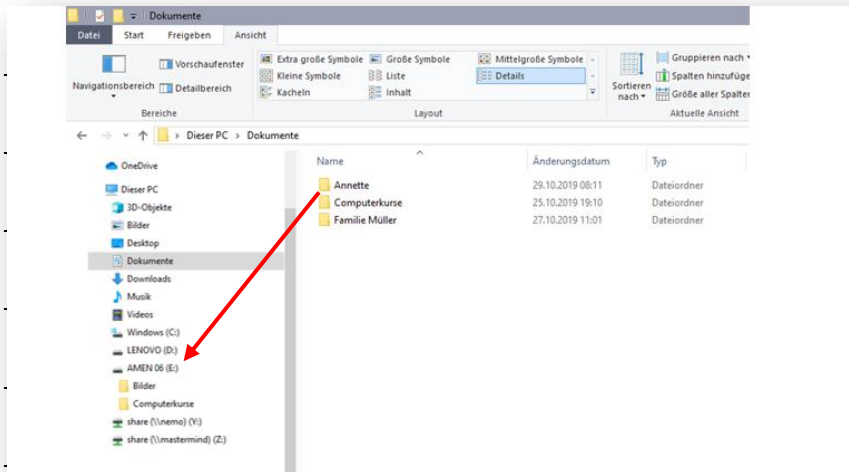 Dokumente
Datei Start Freigeben Ansicht
Navigationsbereich
Vorschaufenster
Detailbereich
Bereiche
Extra große Symbole Große Symbole Mittelgroße Symbole
Kleine Symbole Liste Details
Kacheln Inhalt
Layout
Sortieren
nach
Gruppieren nach
Spalten hinzufüge
Größe aller Spalter
Aktuelle Ansicht
Dieser PC > Dokumente
OneDrive
Dieser PC
3D-Objekte
Bilder
Desktop
Dokumente
Downloads
Musik
Videos
Windows (C:)
LENOVO (D:)
AMEN 06 (E:)
Bilder
Computerkurse
share (\\nemo) (Y:)
share (\\mastermind) (Z:)
Name Änderungsdatum Typ
Annette 29.10.2019 08:11 Dateiordner
Computerkurse 25.10.2019 19:10 Dateiordner
Familie Müller 27.10.2019 11:01 Dateiordner